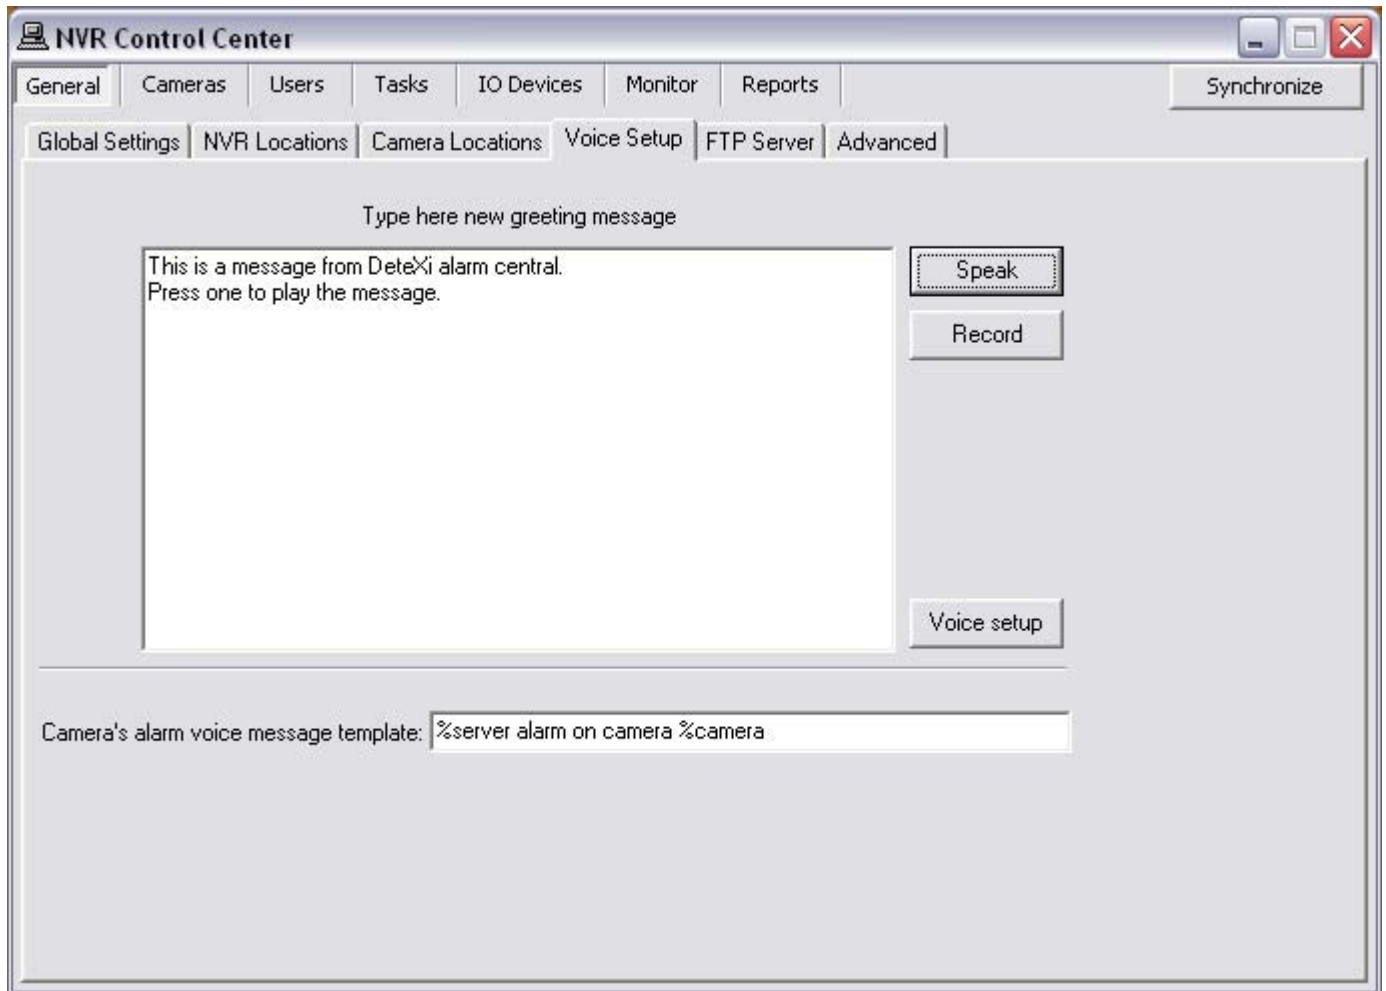 NVR Control Center
General Cameras Users Tasks IO Devices Monitor Reports Synchronize
Global Settings NVR Locations Camera Locations Voice Setup FTP Server Advanced
Type here new greeting message
This is a message from DeteXi alarm central.
Press one to play the message.
Speak
Record
Voice setup
Camera's alarm voice message template: %server alarm on camera %camera